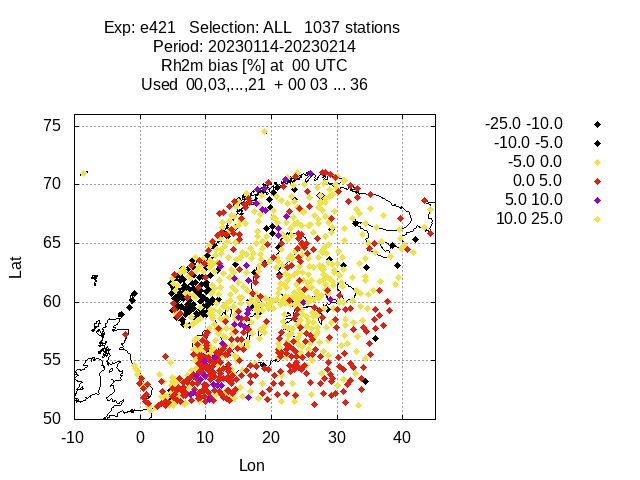 Exp: e421 Selection: ALL 1037 stations
Period: 20230114-20230214
Rh2m bias [%] at 00 UTC
Used 00,03,...,21 + 00 03 ... 36
-25.0 -10.0
-10.0 -5.0
-5.0 0.0
0.0 5.0
5.0 10.0
10.0 25.0
75
70
65
60
55
50
Lat
-10 0 10 20 30 40
Lon